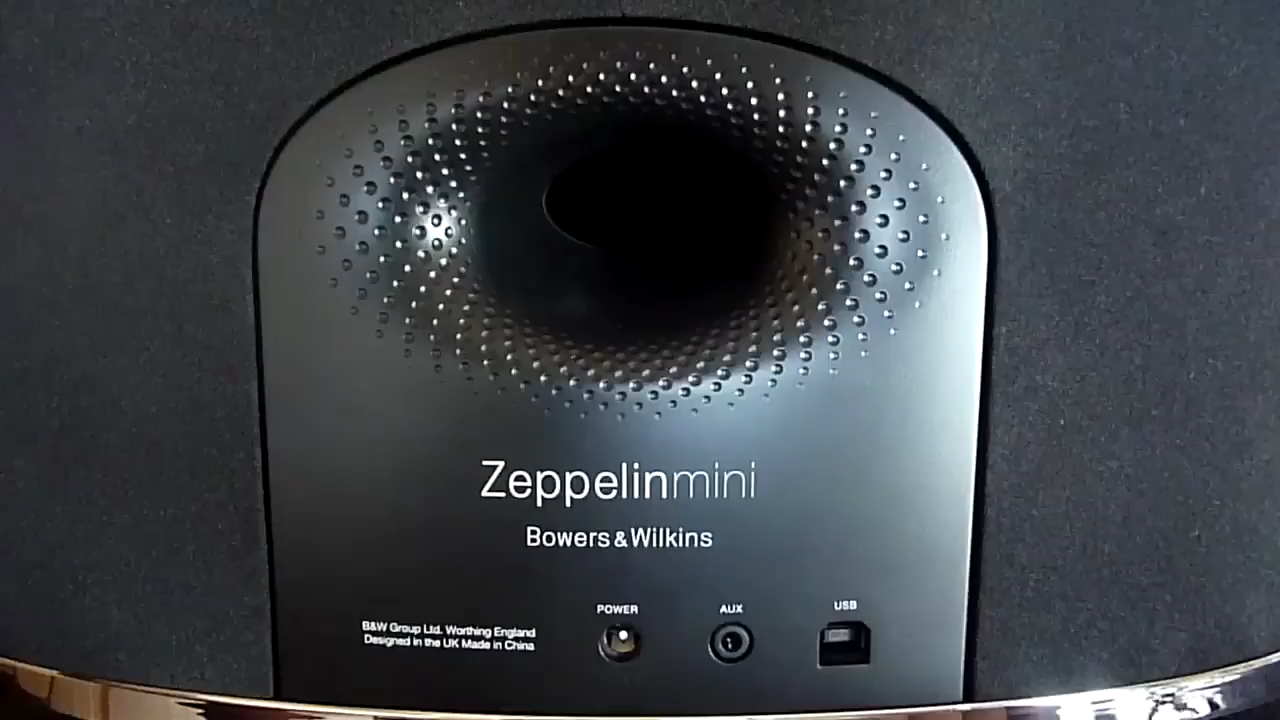 Zeppelinmini
Bowers & Wilkins
POWER
AUX
USB
B&W Group Ltd. Worthing England
Designed in the UK Made in China